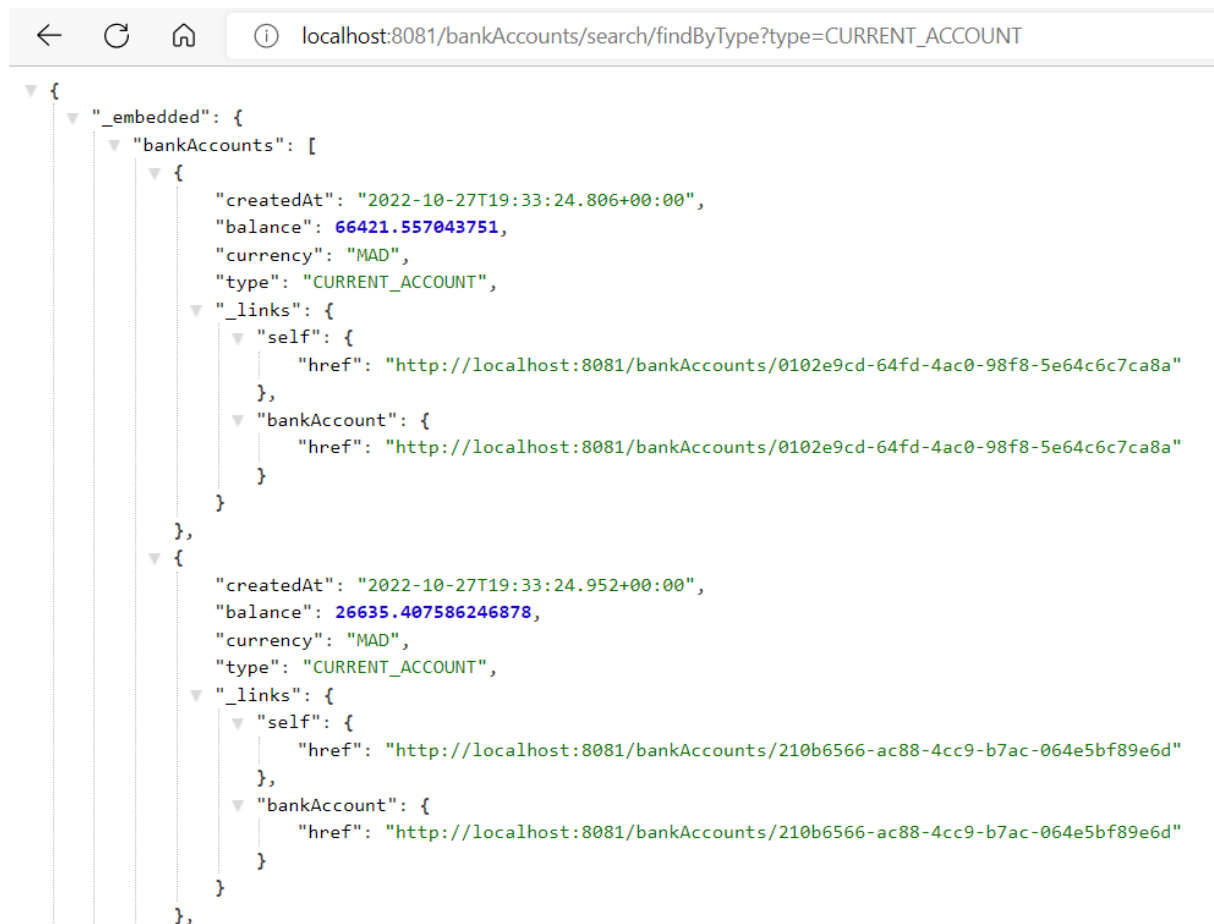 localhost:8081/bankAccounts/search/findByType?type=CURRENT_ACCOUNT
{
"_embedded": {
"bankAccounts": [
{
"createdAt": "2022-10-27T19:33:24.806+00:00",
"balance": 66421.557043751,
"currency": "MAD",
"type": "CURRENT_ACCOUNT",
"_links": {
"self": {
"href": "http://localhost:8081/bankAccounts/0102e9cd-64fd-4ac0-98f8-5e64c6c7ca8a"
},
"bankAccount": {
"href": "http://localhost:8081/bankAccounts/0102e9cd-64fd-4ac0-98f8-5e64c6c7ca8a"
}
}
},
{
"createdAt": "2022-10-27T19:33:24.952+00:00",
"balance": 26635.407586246878,
"currency": "MAD",
"type": "CURRENT_ACCOUNT",
"_links": {
"self": {
"href": "http://localhost:8081/bankAccounts/210b6566-ac88-4cc9-b7ac-064e5bf89e6d"
},
"bankAccount": {
"href": "http://localhost:8081/bankAccounts/210b6566-ac88-4cc9-b7ac-064e5bf89e6d"
}
}
},